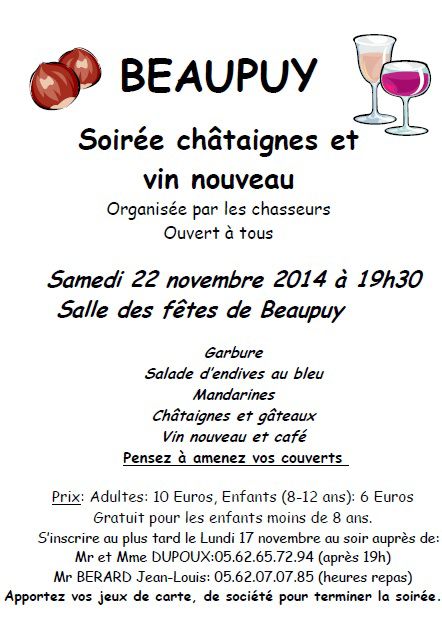 BEAUPUY
Soirée châtaignes et
vin nouveau
Organisée par les chasseurs
Ouvert à tous
Samedi 22 novembre 2014 à 19h30
Salle des fêtes de Beaupuy
Garbure
Salade d'endives au bleu
Mandarines
Châtaignes et gâteaux
Vin nouveau et café
Pensez à amenez vos couverts
Prix: Adultes: 10 Euros, Enfants (8-12 ans): 6 Euros
Gratuit pour les enfants moins de 8 ans.
S'inscrire au plus tard le Lundi 17 novembre au soir auprès de:
Mr et Mme DUPOUX:05.62.65.72.94 (après 19h)
Mr BERARD Jean-Louis: 05.62.07.07.85 (heures repas)
Apportez vos jeux de carte, de société pour terminer la soirée.